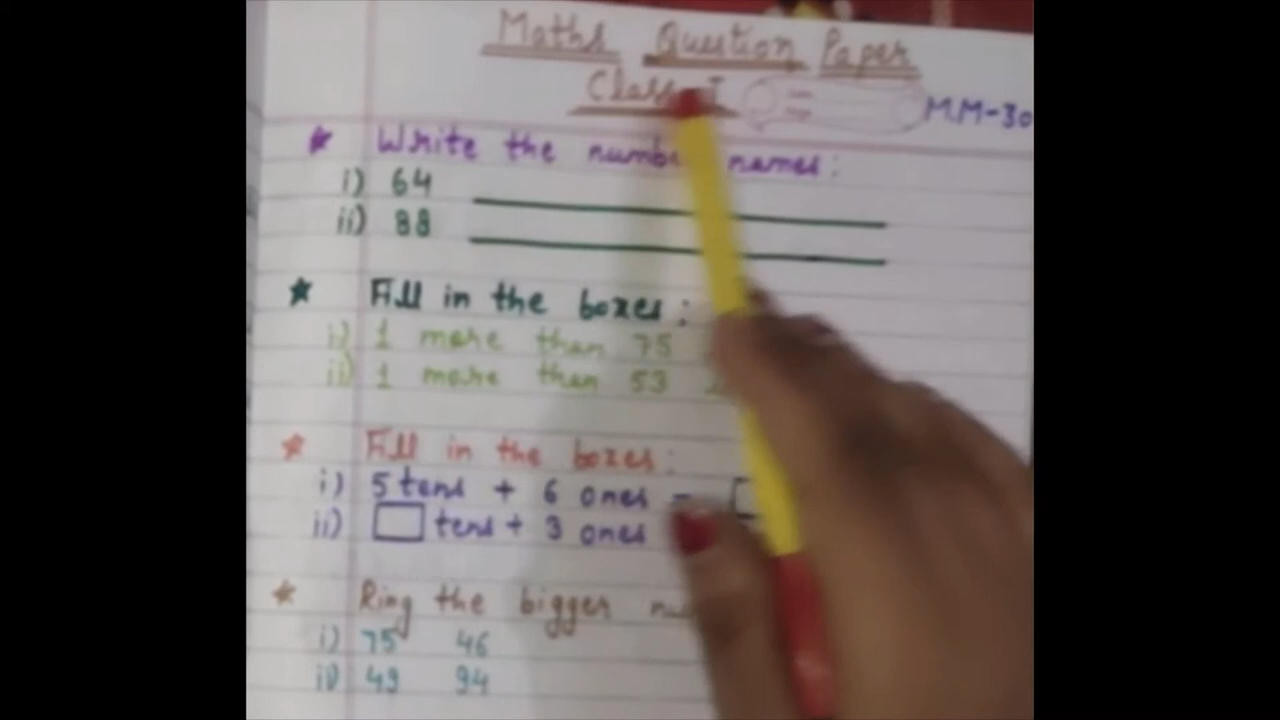 Maths Question Paper
Class I
M.M-30
Write the number names:
i) 64
ii) 88
Fill in the boxes:
i) 1 more than 75
ii) 1 more than 53
Fill in the boxes:
i) 5 tens + 6 ones =
ii) tens + 3 ones
Ring the bigger
i) 75 46
ii) 49 94